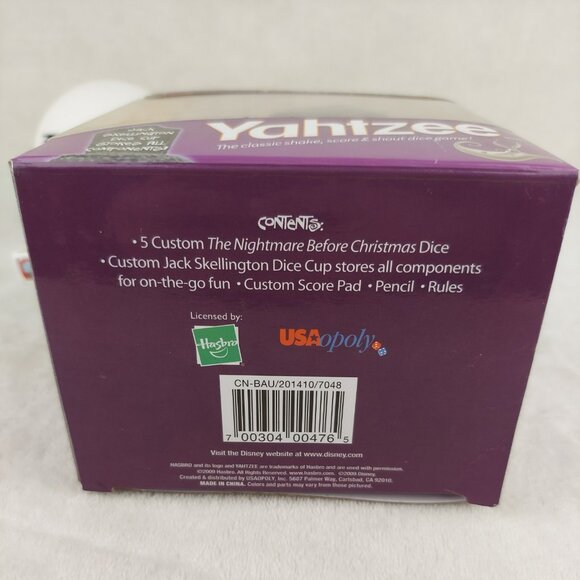 JACK
SKELLINGTON
DICE CUP
STORES ALL
COMPONENTS!
Yahtzee
The classic shake, score & shout dice game!
CONTENTS:
• 5 Custom The Nightmare Before Christmas Dice
• Custom Jack Skellington Dice Cup stores all components
for on-the-go fun • Custom Score Pad • Pencil • Rules
Licensed by:
Hasbro
USAopoly
CN-BAU/201410/7048
7 00304 00476 5
Visit the Disney website at www.disney.com
HASBRO and its logo and YAHTZEE are trademarks of Hasbro and are used with permission.
©2009 Hasbro. All Rights Reserved. www.hasbro.com ©2009 Disney.
Created & distributed by USAOPOLY, Inc. 5607 Palmer Way, Carlsbad, CA 92010.
MADE IN CHINA. Colors and parts may vary from those shown.